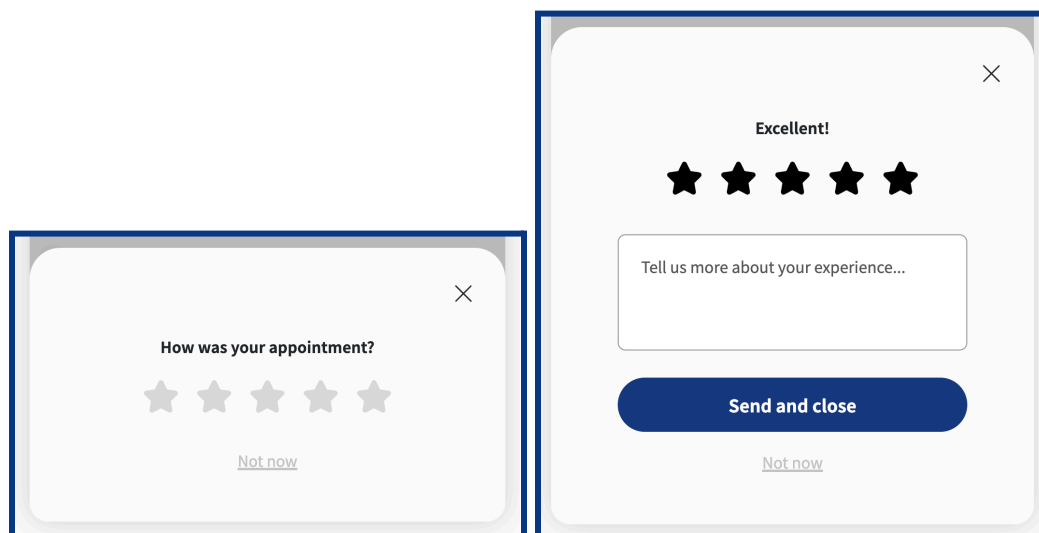 How was your appointment?
Not now
Excellent!
Tell us more about your experience...
Send and close
Not now